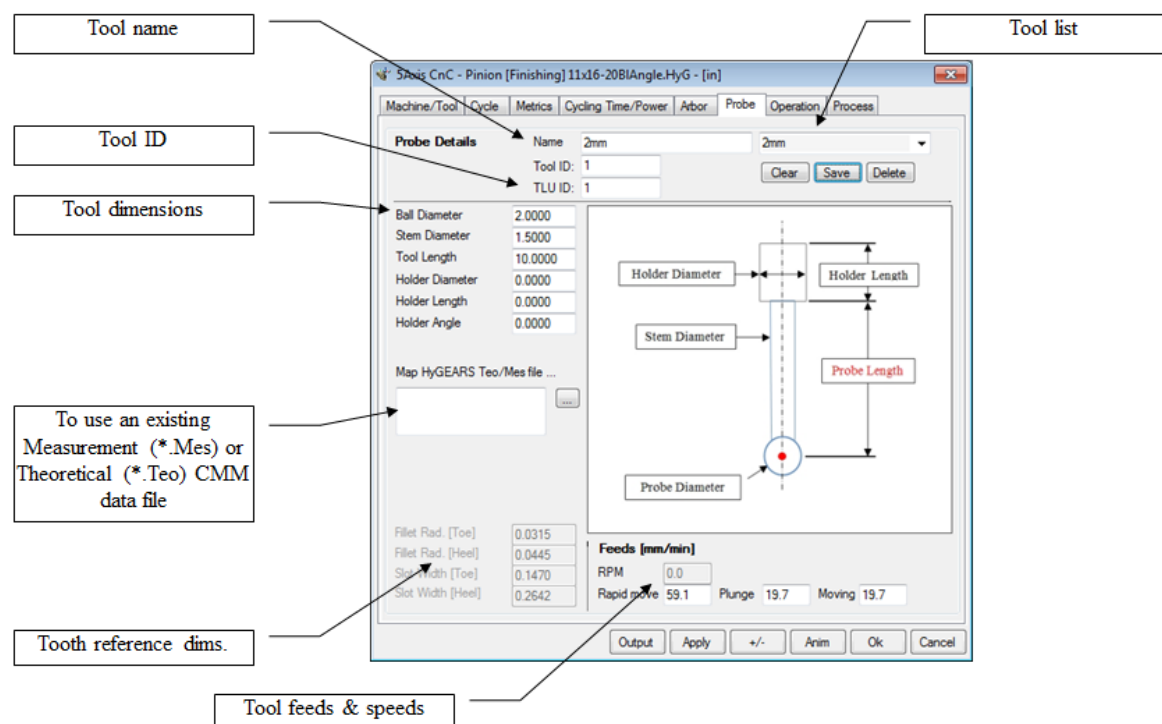 Tool name
Tool list
5Axis CnC - Pinion [Finishing] 11x16-20BlAngle.HyG - [in]
Machine/Tool Cycle Metrics Cycling Time/Power Arbor Probe Operation Process
Probe Details Name 2mm 2mm
Tool ID
Tool ID: 1 Clear Save Delete
TLU ID: 1
Tool dimensions
Ball Diameter 2.0000
Stem Diameter 1.5000
Tool Length 10.0000
Holder Diameter 0.0000
Holder Length 0.0000
Holder Angle 0.0000
Holder Diameter
Holder Length
Stem Diameter
Probe Length
Probe Diameter
Map HyGEARS Teo/Mes file ...
...
To use an existing
Measurement (*.Mes) or
Theoretical (*.Teo) CMM
data file
Fillet Rad. [Toe] 0.0315
Fillet Rad. [Heel] 0.0445
Slot Width [Toe] 0.1470
Slot Width [Heel] 0.2642
Feeds [mm/min]
RPM 0.0
Rapid move 59.1 Plunge 19.7 Moving 19.7
Tooth reference dims.
Output Apply +/- Anim Ok Cancel
Tool feeds & speeds